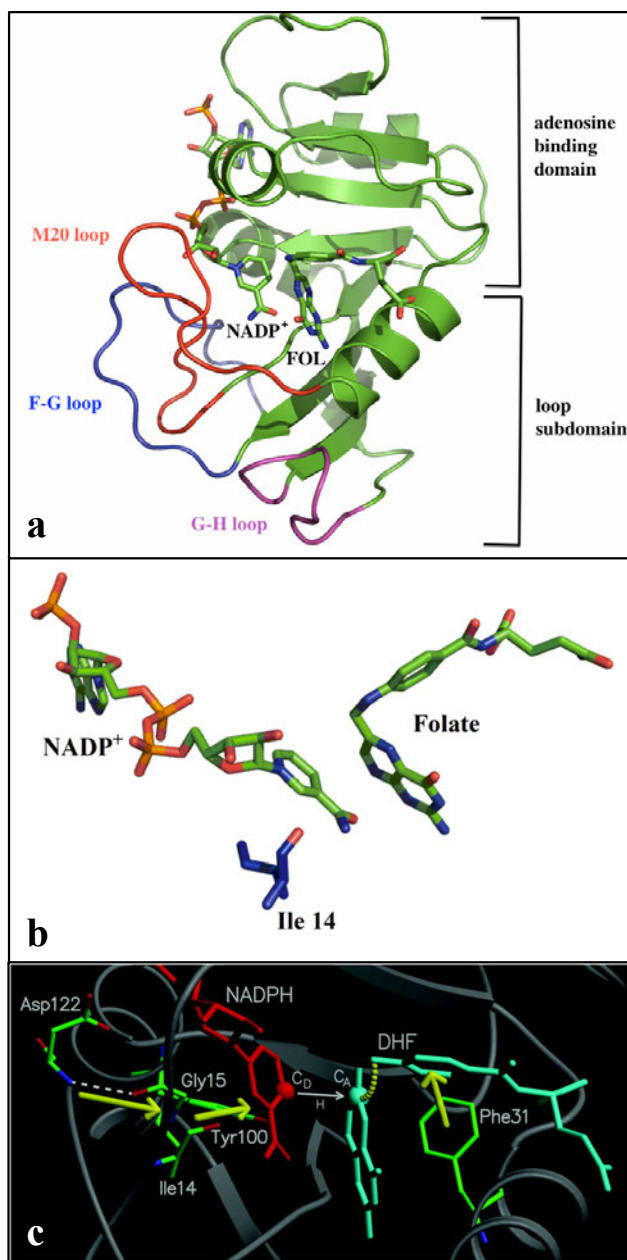 adenosine
binding
domain
M20 loop
NADP+
FOL
F-G loop
loop
subdomain
G-H loop
a
NADP+
Folate
Ile 14
b
NADPH
Asp122
DHF
Gly15
CD
CA
H
Tyr100
Phe31
Ile14
c